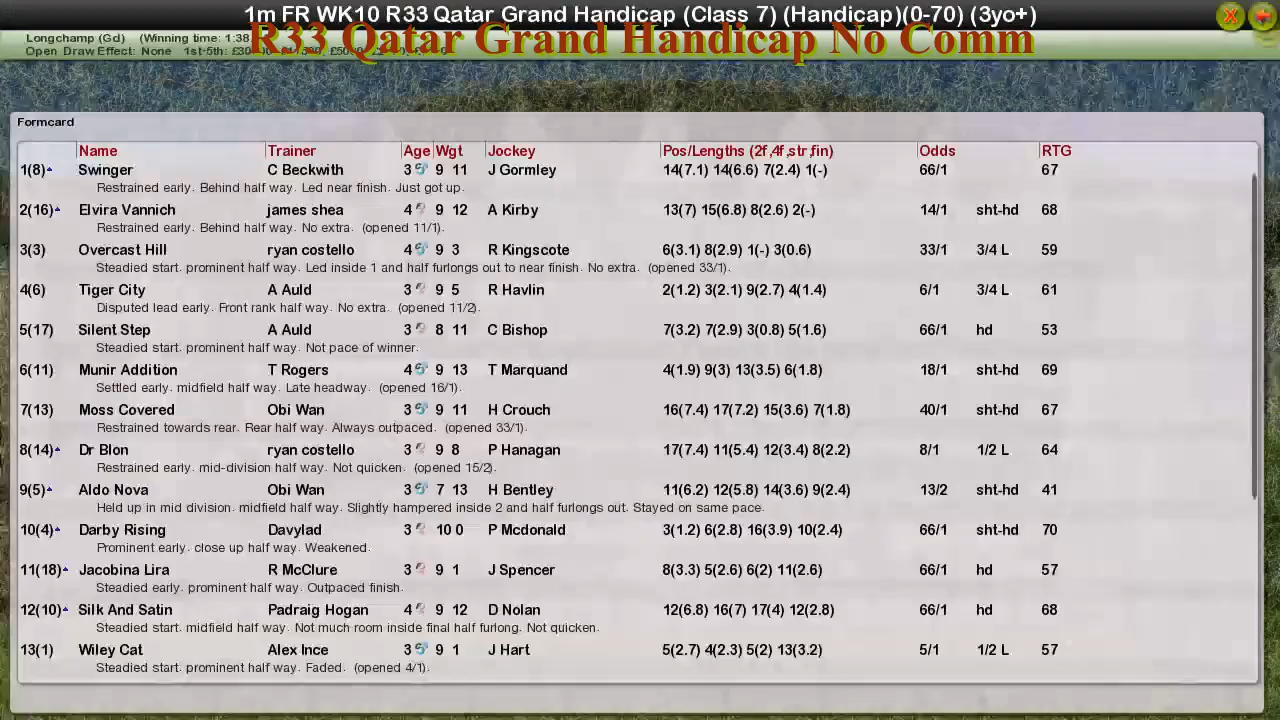 1m FR WK10 R33 Qatar Grand Handicap (Class 7) (Handicap)(0-70) (3yo+)
R33 Qatar Grand Handicap No Comm
Longchamp (Gd) (Winning time: 1:38.
Open Draw Effect: None 1st-5th:
Formcard
Name Trainer Age Wgt Jockey Pos/Lengths (2f,4f,str,fin) Odds RTG
1(8) Swinger C Beckwith 3 9 11 J Gormley 14(7.1) 14(6.6) 7(2.4) 1(-) 66/1 67
Restrained early. Behind half way. Led near finish. Just got up.
2(16) Elvira Vannich james shea 4 9 12 A Kirby 13(7) 15(6.8) 8(2.6) 2(-) 14/1 sht-hd 68
Restrained early. Behind half way. No extra. (opened 11/1).
3(3) Overcast Hill ryan costello 4 9 3 R Kingscote 6(3.1) 8(2.9) 1(-) 3(0.6) 33/1 3/4 L 59
Steadied start. prominent half way. Led inside 1 and half furlongs out to near finish. No extra. (opened 33/1).
4(6) Tiger City A Auld 3 9 5 R Havlin 2(1.2) 3(2.1) 9(2.7) 4(1.4) 6/1 3/4 L 61
Disputed lead early. Front rank half way. No extra. (opened 11/2).
5(17) Silent Step A Auld 3 8 11 C Bishop 7(3.2) 7(2.9) 3(0.8) 5(1.6) 66/1 hd 53
Steadied start. prominent half way. Not pace of winner.
6(11) Munir Addition T Rogers 4 9 13 T Marquand 4(1.9) 9(3) 13(3.5) 6(1.8) 18/1 sht-hd 69
Settled early. midfield half way. Late headway. (opened 16/1).
7(13) Moss Covered Obi Wan 3 9 11 H Crouch 16(7.4) 17(7.2) 15(3.6) 7(1.8) 40/1 sht-hd 67
Restrained towards rear. Rear half way. Always outpaced. (opened 33/1).
8(14) Dr Blon ryan costello 3 9 8 P Hanagan 17(7.4) 11(5.4) 12(3.4) 8(2.2) 8/1 1/2 L 64
Restrained early. mid-division half way. Not quicken. (opened 15/2).
9(5) Aldo Nova Obi Wan 3 7 13 H Bentley 11(6.2) 12(5.8) 14(3.6) 9(2.4) 13/2 sht-hd 41
Held up in mid division. midfield half way. Slightly hampered inside 2 and half furlongs out. Stayed on same pace.
10(4) Darby Rising Davylad 3 10 0 P Mcdonald 3(1.2) 6(2.8) 16(3.9) 10(2.4) 66/1 sht-hd 70
Prominent early. close up half way. Weakened.
11(18) Jacobina Lira R McClure 3 9 1 J Spencer 8(3.3) 5(2.6) 6(2) 11(2.6) 66/1 hd 57
Steadied early. prominent half way. Outpaced finish.
12(10) Silk And Satin Padraig Hogan 4 9 12 D Nolan 12(6.8) 16(7) 17(4) 12(2.8) 66/1 hd 68
Steadied start. midfield half way. Not much room inside final half furlong. Not quicken.
13(1) Wiley Cat Alex Ince 3 9 1 J Hart 5(2.7) 4(2.3) 5(2) 13(3.2) 5/1 1/2 L 57
Steadied start. prominent half way. Faded. (opened 4/1).